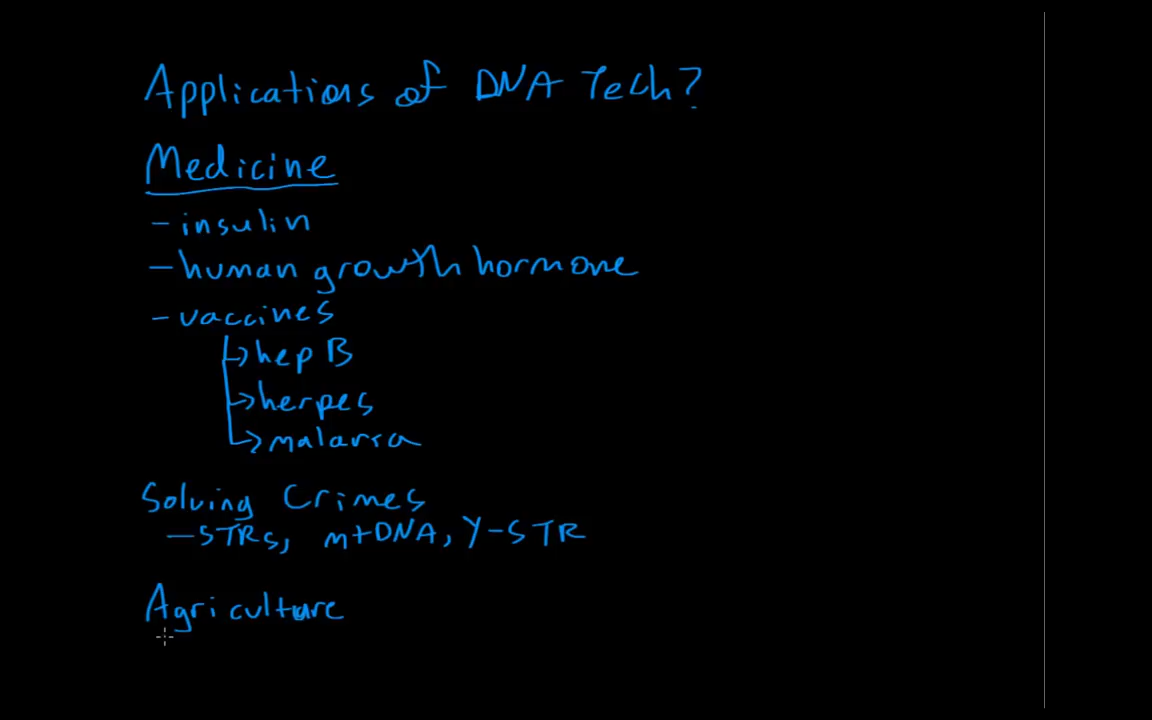 Applications of DNA Tech?
Medicine
- insulin
- human growth hormone
- vaccines
hep B
herpes
malaria
Solving Crimes
- STRs, mtDNA, Y-STR
Agriculture